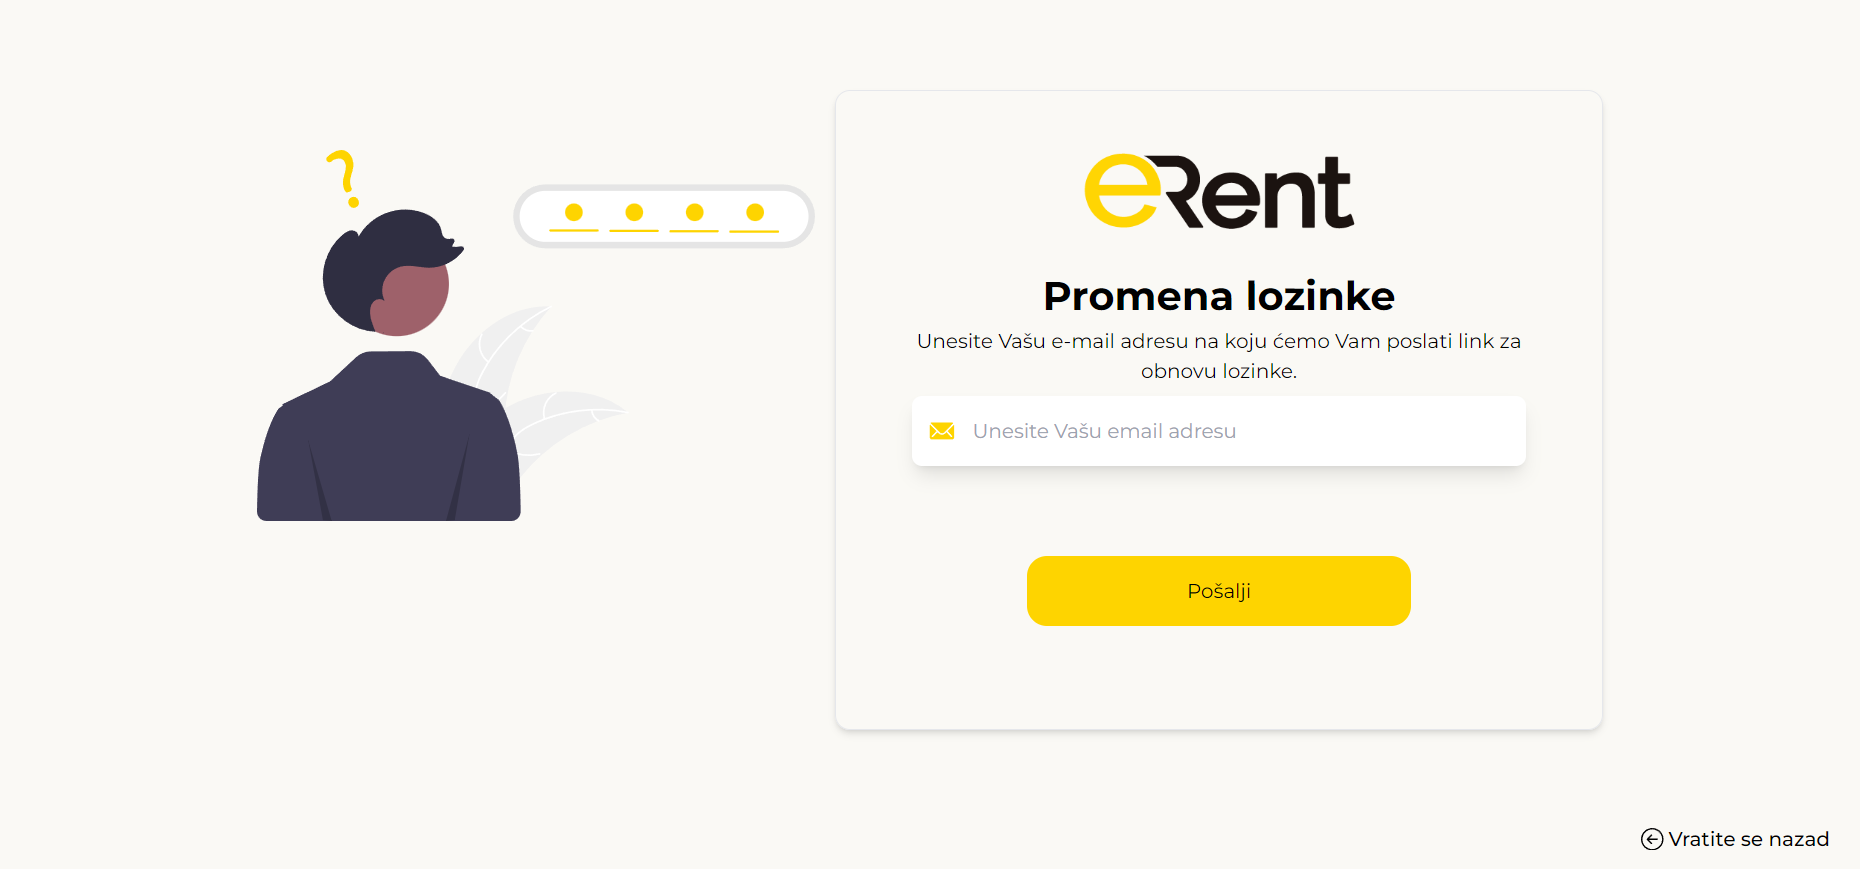 ?
eRent
Promena lozinke
Unesite Vašu e-mail adresu na koju ćemo Vam poslati link za
obnovu lozinke.
Unesite Vašu email adresu
Pošalji
Vratite se nazad